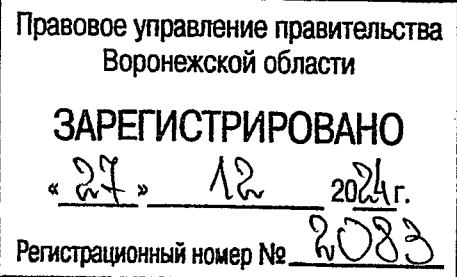 Правовое управление правительства
Воронежской области
ЗАРЕГИСТРИРОВАНО
« 27 » 12 2024 г.
Регистрационный номер № 2083